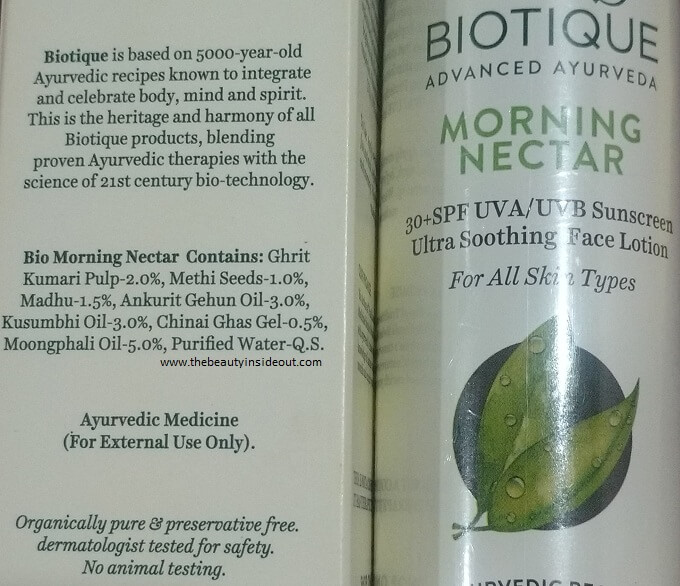 Biotique is based on 5000-year-old
Ayurvedic recipes known to integrate
and celebrate body, mind and spirit.
This is the heritage and harmony of all
Biotique products, blending
proven Ayurvedic therapies with the
science of 21st century bio-technology.
Bio Morning Nectar Contains: Ghrit
Kumari Pulp-2.0%, Methi Seeds-1.0%,
Madhu-1.5%, Ankurit Gehun Oil-3.0%,
Kusumbhi Oil-3.0%, Chinai Ghas Gel-0.5%,
Moongphali Oil-5.0%, Purified Water-Q.S.
www.thebeautyinsideout.com
Ayurvedic Medicine
(For External Use Only).
Organically pure & preservative free.
dermatologist tested for safety.
No animal testing.
BIOTIQUE
ADVANCED AYURVEDA
MORNING
NECTAR
30+SPF UVA/UVB Sunscreen
Ultra Soothing Face Lotion
For All Skin Types